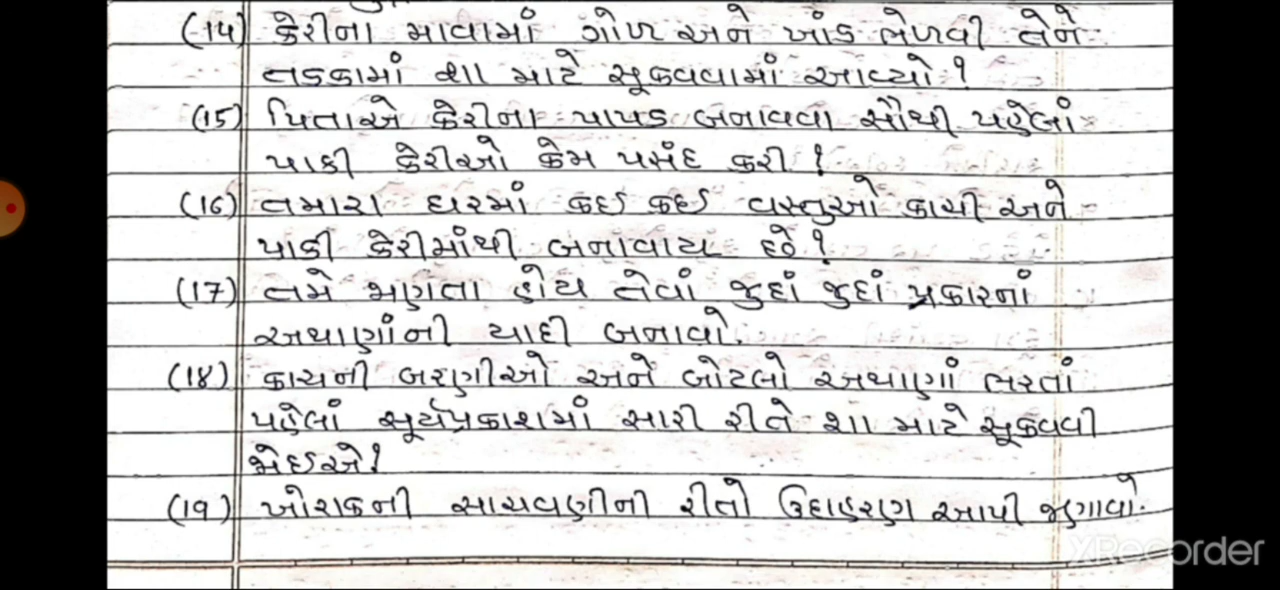 (14) કેરીના માવામાં ગોળ અને ખાંડ ભેળવી તેને
તડકામાં શા માટે સૂકવવામાં આવ્યો?
(15) પિતાએ કેરીના પાપડ બનાવવા સૌથી પહેલાં
પાકી કેરીઓ કેમ પસંદ કરી?
(16) તમારા ઘરમાં કઈ કઈ વસ્તુઓ કાચી અને
પાકી કેરીમાંથી બનાવાય છે?
(17) તમે ભણતા હોય તેવાં જુદાં જુદાં પ્રકારનાં
અથાણાંની યાદી બનાવો.
(18) કાચની બરણીઓ અને બોટલો અથાણાં ભરતાં
પહેલાં સૂર્યપ્રકાશમાં સારી રીતે શા માટે સૂકવવી
જોઈએ?
(19) ખોરાકની સાચવણીની રીતો ઉદાહરણ આપી જણાવો.
XRecorder